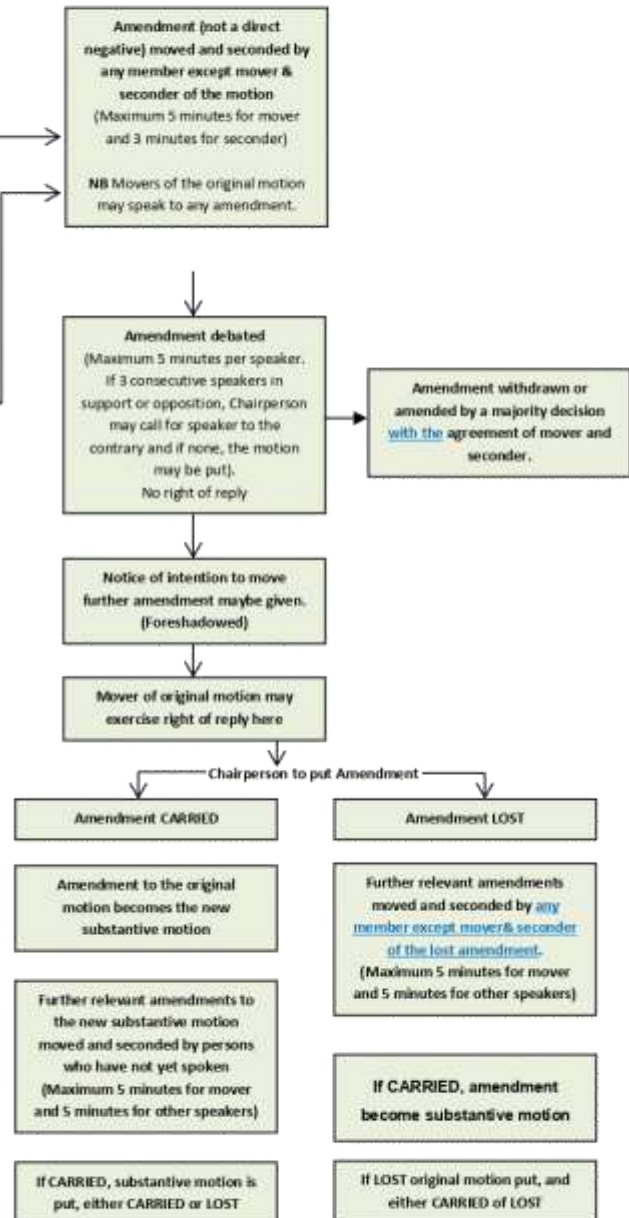 Amendment (not a direct
negative) moved and seconded by
any member except mover &
seconder of the motion
(Maximum 5 minutes for mover
and 3 minutes for seconder)
NB Movers of the original motion
may speak to any amendment.
Amendment debated
(Maximum 5 minutes per speaker.
If 3 consecutive speakers in
support or opposition, Chairperson
may call for speaker to the
contrary and if none, the motion
may be put).
No right of reply
Amendment withdrawn or
amended by a majority decision
with the agreement of mover and
seconder.
Notice of intention to move
further amendment maybe given.
(Foreshadowed)
Mover of original motion may
exercise right of reply here
Chairperson to put Amendment
Amendment CARRIED
Amendment to the original
motion becomes the new
substantive motion
Further relevant amendments to
the new substantive motion
moved and seconded by persons
who have not yet spoken
(Maximum 5 minutes for mover
and 5 minutes for other speakers)
If CARRIED, substantive motion is
put, either CARRIED or LOST
Amendment LOST
Further relevant amendments
moved and seconded by any
member except mover& seconder
of the lost amendment.
(Maximum 5 minutes for mover
and 5 minutes for other speakers)
If CARRIED, amendment
become substantive motion
If LOST original motion put, and
either CARRIED of LOST